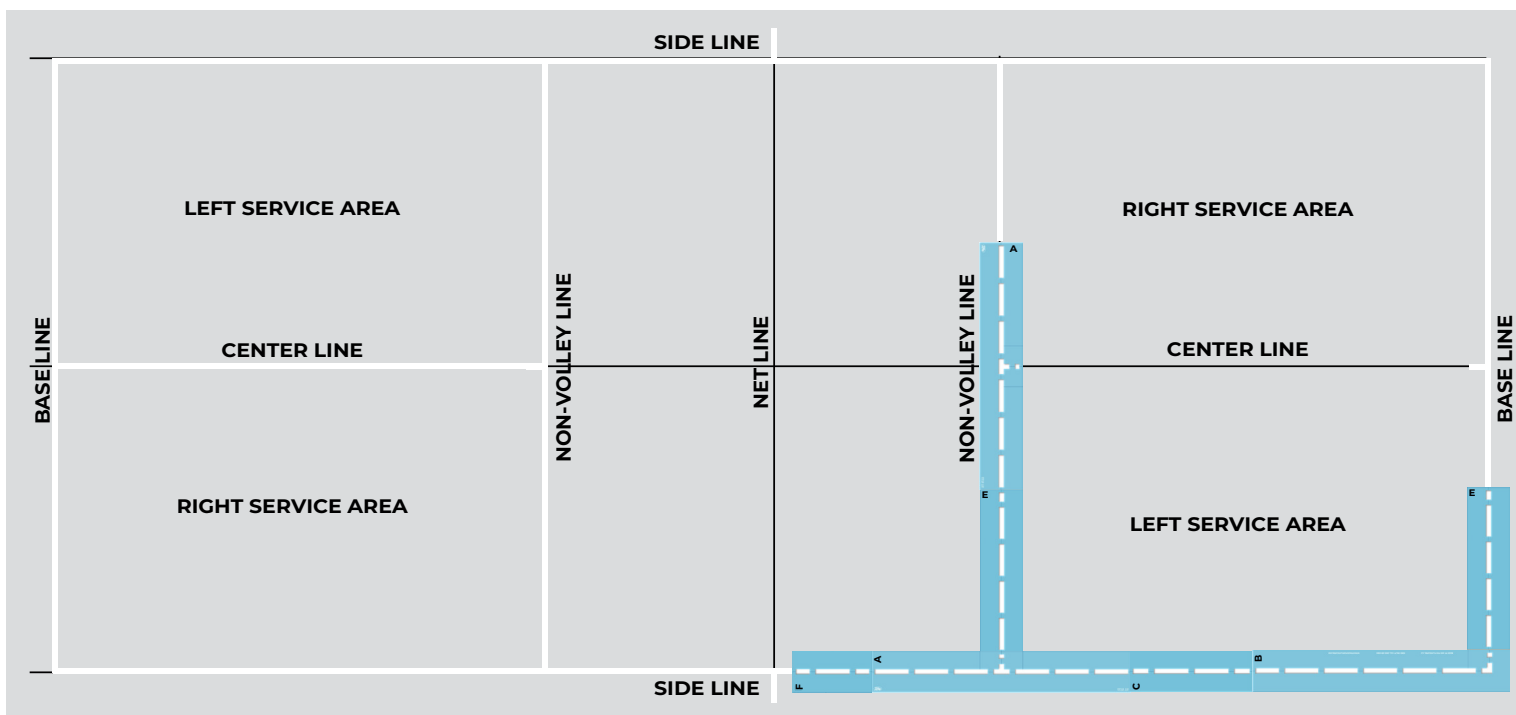 SIDE LINE
LEFT SERVICE AREA
RIGHT SERVICE AREA
A
BASE LINE
CENTER LINE
NON-VOLLEY LINE
NET LINE
NON-VOLLEY LINE
CENTER LINE
BASE LINE
E
E
RIGHT SERVICE AREA
LEFT SERVICE AREA
SIDE LINE
F
A
C
B